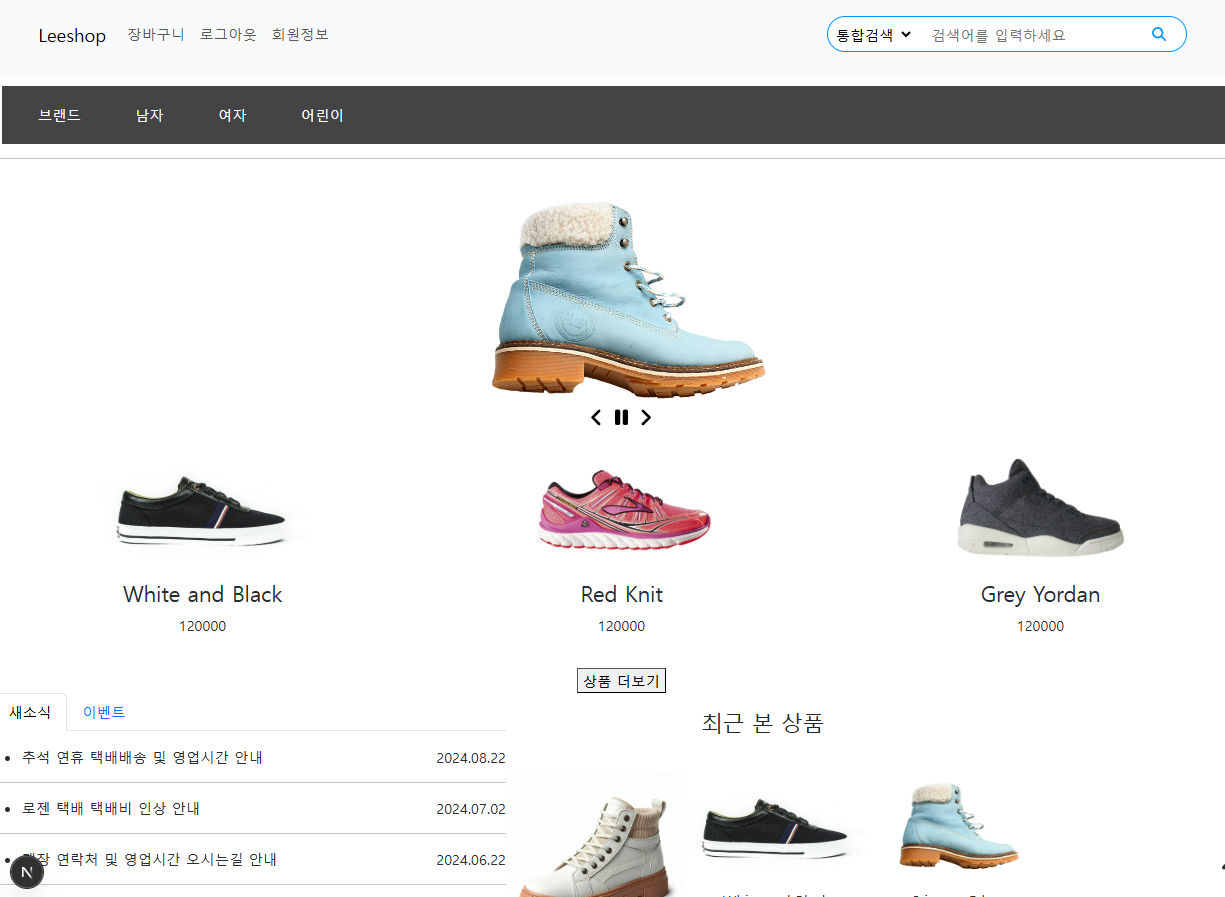 Leeshop 장바구니 로그아웃 회원정보 통합검색 검색어를 입력하세요
브랜드 남자 여자 어린이
White and Black Red Knit Grey Yordan
120000 120000 120000
상품 더보기
새소식 이벤트
최근 본 상품
추석 연휴 택배배송 및 영업시간 안내 2024.08.22
로젠 택배 택배비 인상 안내 2024.07.02
연락처 및 영업시간 오시는길 안내 2024.06.22
N